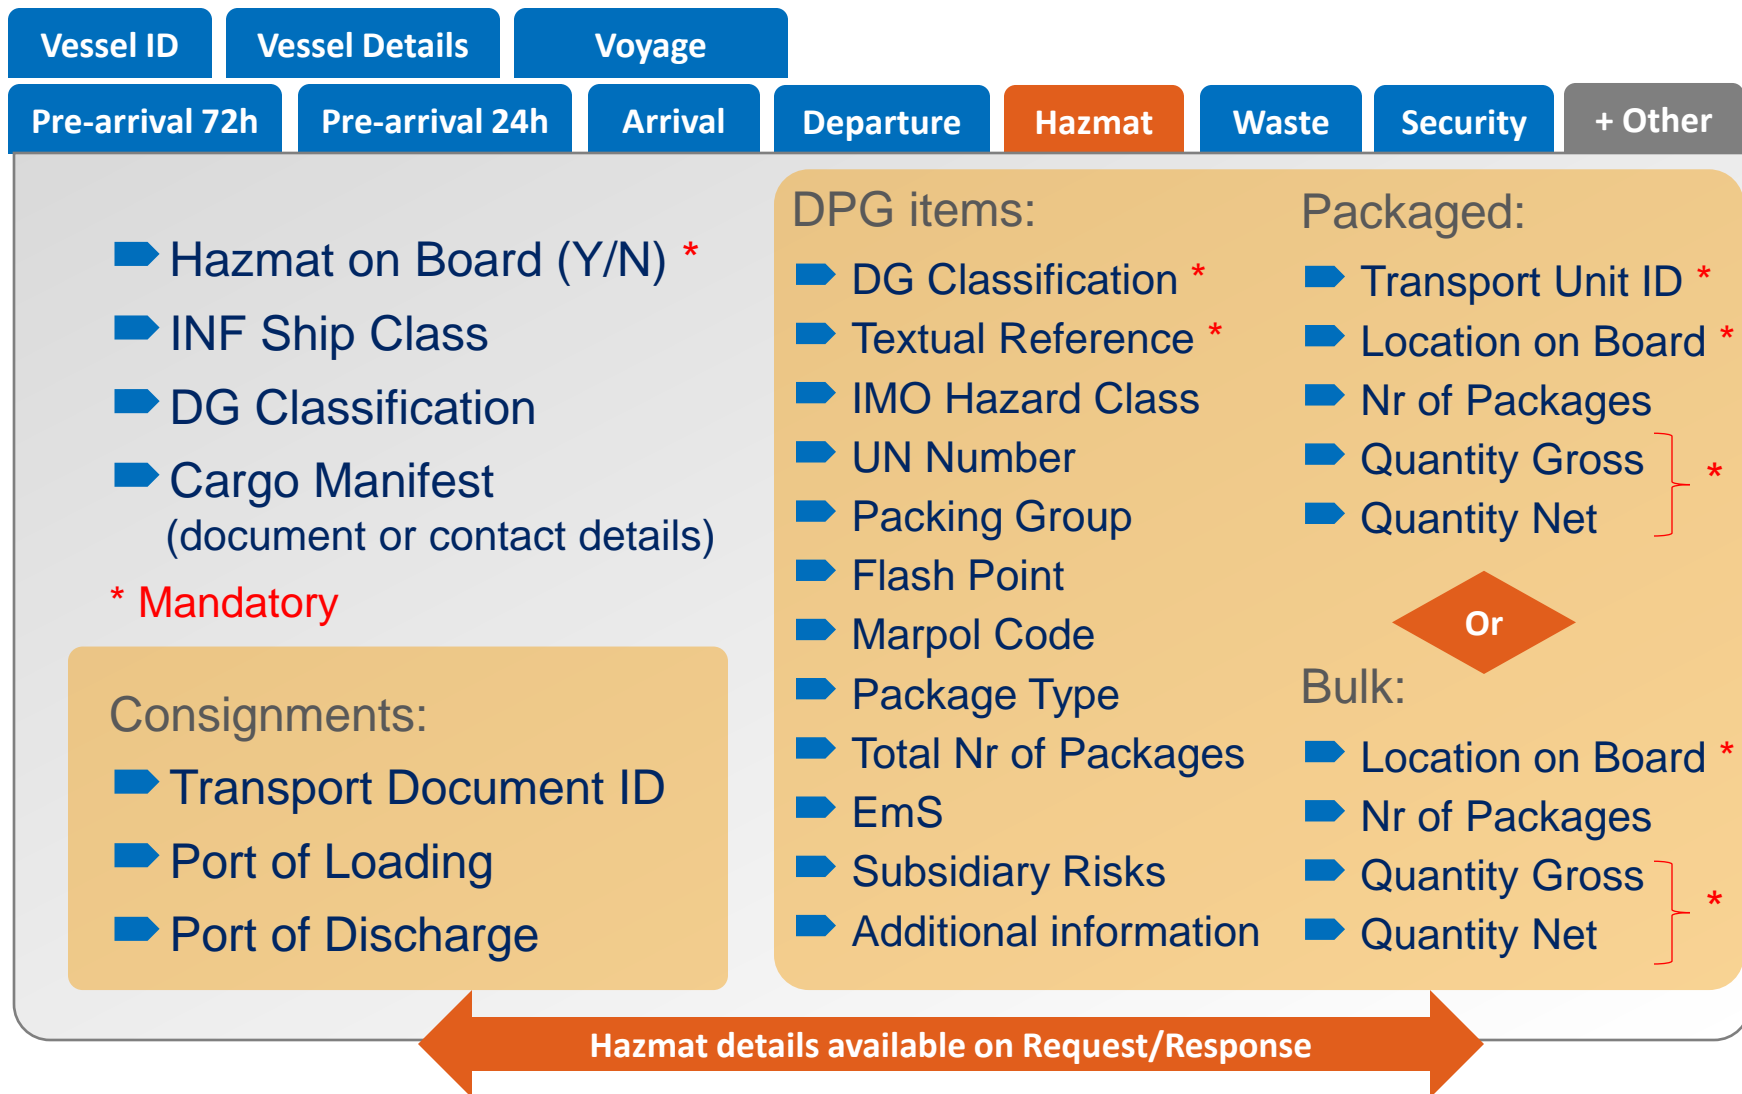 Vessel ID
Vessel Details
Voyage
Pre-arrival 72h
Pre-arrival 24h
Arrival
Departure
Hazmat
Waste
Security
+ Other
Hazmat on Board (Y/N) *
INF Ship Class
DG Classification
Cargo Manifest
(document or contact details)
* Mandatory
Consignments:
Transport Document ID
Port of Loading
Port of Discharge
DPG items:
DG Classification *
Textual Reference *
IMO Hazard Class
UN Number
Packing Group
Flash Point
Marpol Code
Package Type
Total Nr of Packages
EmS
Subsidiary Risks
Additional information
Packaged:
Transport Unit ID *
Location on Board *
Nr of Packages
Quantity Gross
*
Quantity Net
Or
Bulk:
Location on Board *
Nr of Packages
Quantity Gross
*
Quantity Net
Hazmat details available on Request/Response